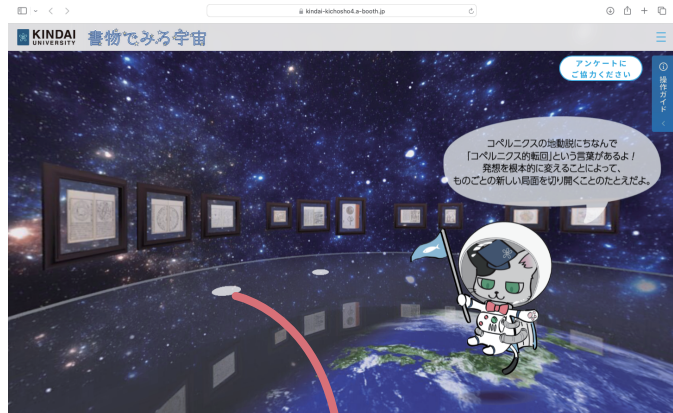 kindai-kichosho4.a-booth.jp
KINDAI
UNIVERSITY
書物でみる宇宙
アンケートに
ご協力ください
操作ガイド
コペルニクスの地動説にちなんで
「コペルニクス的転回」という言葉があるよ！
発想を根本的に変えることによって、
ものごとの新しい局面を切り開くことのたとえだよ。